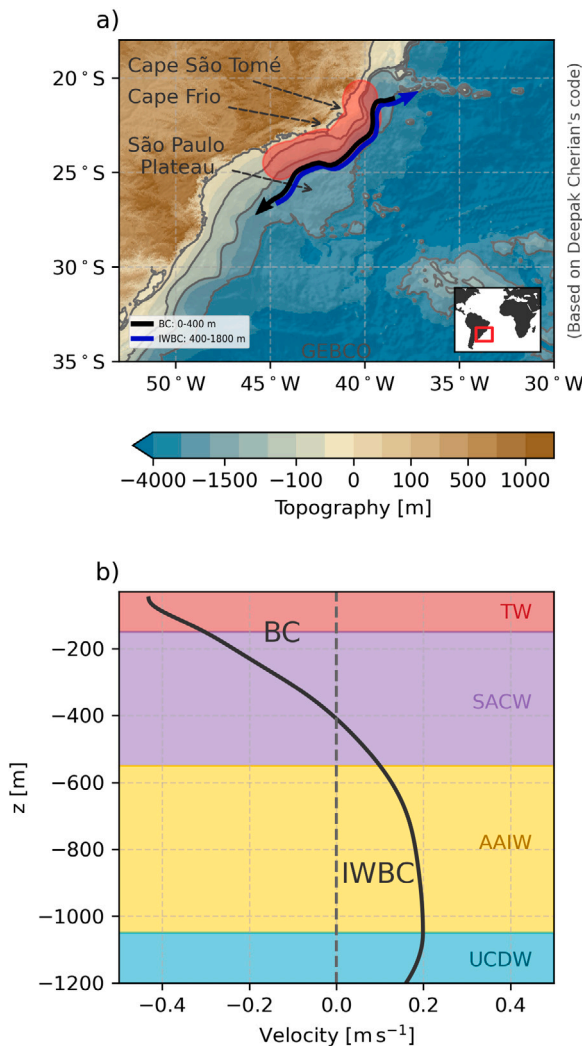 a)
Cape São Tomé
Cape Frio
São Paulo
Plateau
20°S
25°S
30°S
35°S
BC: 0-400 m
IWBC: 400-1800 m
GEBCO
50°W
45°W
40°W
35°W
30°W
(Based on Deepak Cherian's code)
−4000 −1500 −100 0 100 500 1000
Topography [m]
b)
BC
TW
SACW
IWBC
AAIW
UCDW
−200
−400
−600
−800
−1000
−1200
z [m]
−0.4 −0.2 0.0 0.2 0.4
Velocity [m s⁻¹]